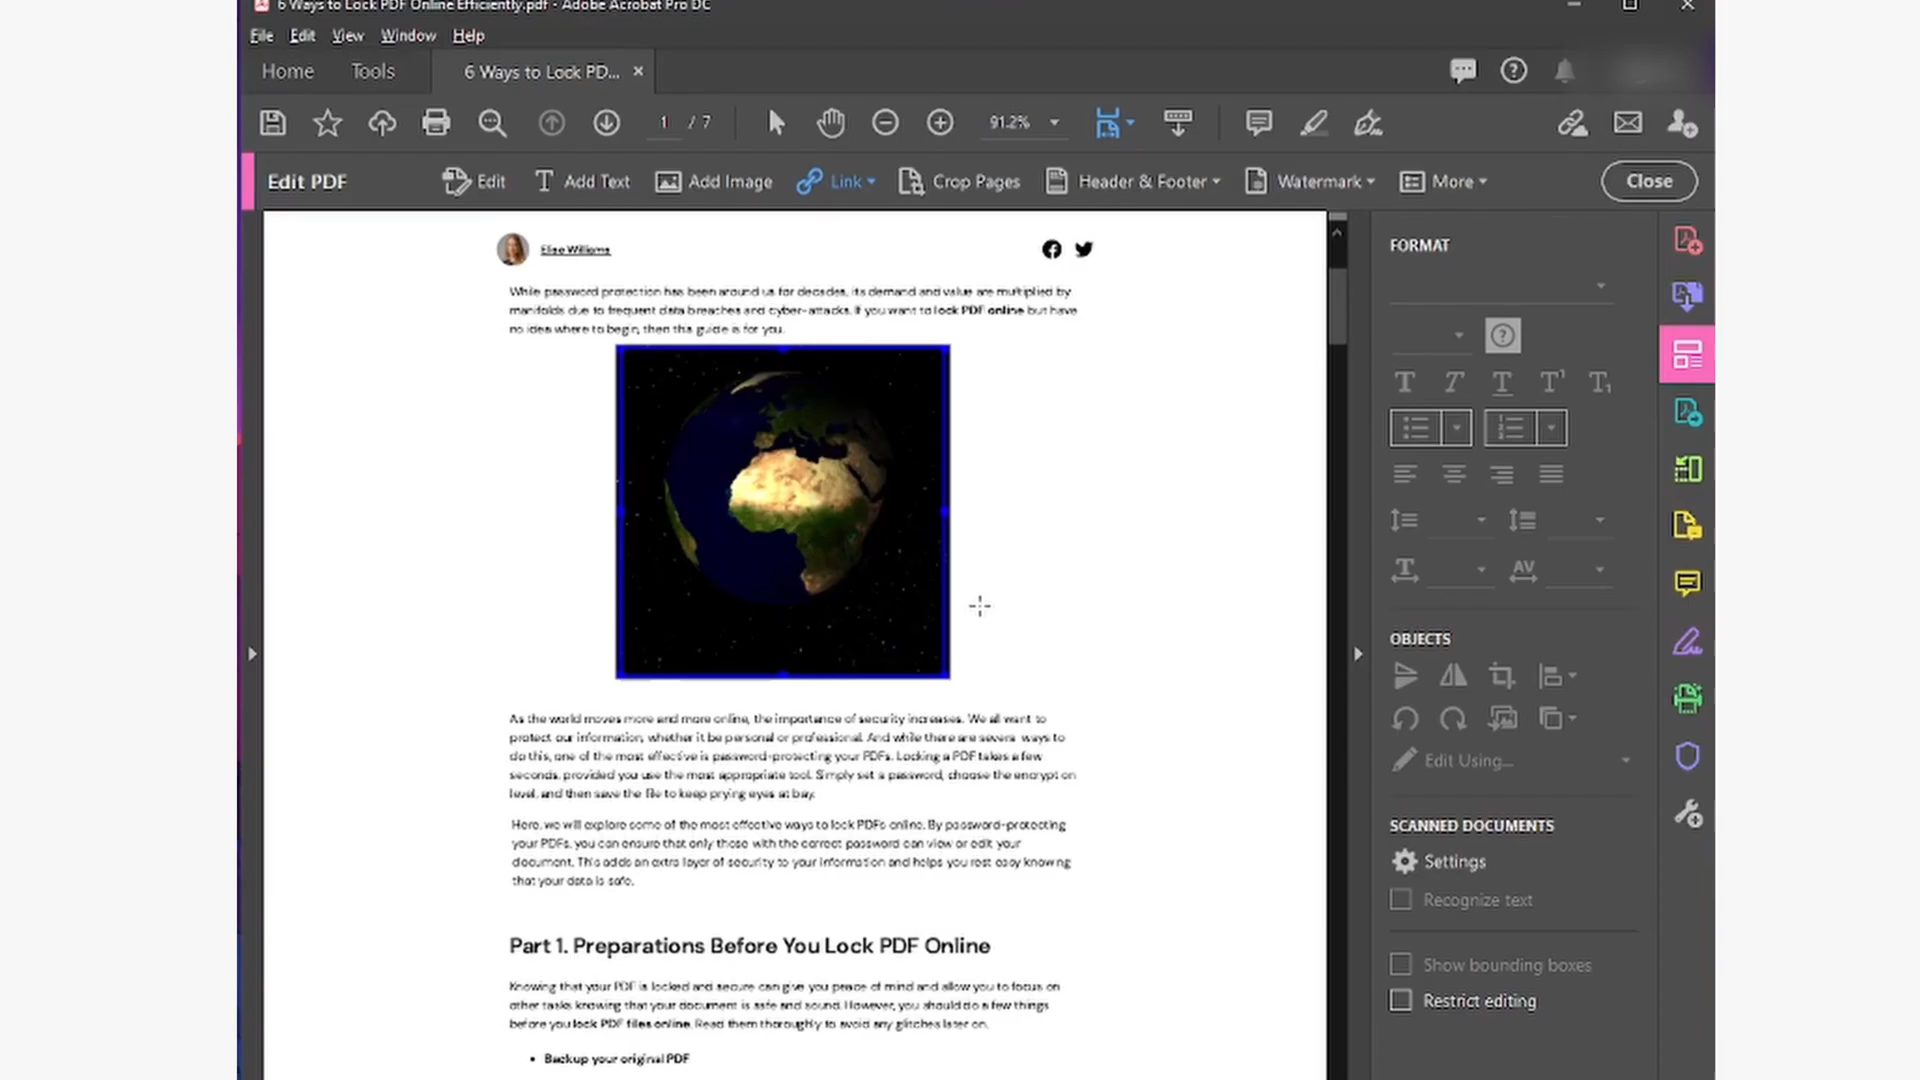 6 Ways to Lock PDF Online Efficiently.pdf - Adobe Acrobat Pro DC
File Edit View Window Help
Home Tools 6 Ways to Lock PD... ×
1 / 7 91.2%
Edit PDF Edit Add Text Add Image Link Crop Pages Header & Footer Watermark More Close
Elise Williams
While password protection has been around us for decades, its demand and value are multiplied by
manifolds due to frequent data breaches and cyber-attacks. If you want to lock PDF online but have
no idea where to begin, then this guide is for you.
As the world moves more and more online, the importance of security increases. We all want to
protect our information, whether it be personal or professional. And while there are several ways to
do this, one of the most effective is password-protecting your PDFs. Locking a PDF takes a few
seconds, provided you use the most appropriate tool. Simply set a password, choose the encryption
level, and then save the file to keep prying eyes at bay.
Here, we will explore some of the most effective ways to lock PDFs online. By password-protecting
your PDFs, you can ensure that only those with the correct password can view or edit your
document. This adds an extra layer of security to your information and helps you rest easy knowing
that your data is safe.
Part 1. Preparations Before You Lock PDF Online
Knowing that your PDF is locked and secure can give you peace of mind and allow you to focus on
other tasks knowing that your document is safe and sound. However, you should do a few things
before you lock PDF files online. Read them thoroughly to avoid any glitches later on.
• Backup your original PDF
FORMAT
OBJECTS
Edit Using...
SCANNED DOCUMENTS
Settings
Recognize text
Show bounding boxes
Restrict editing